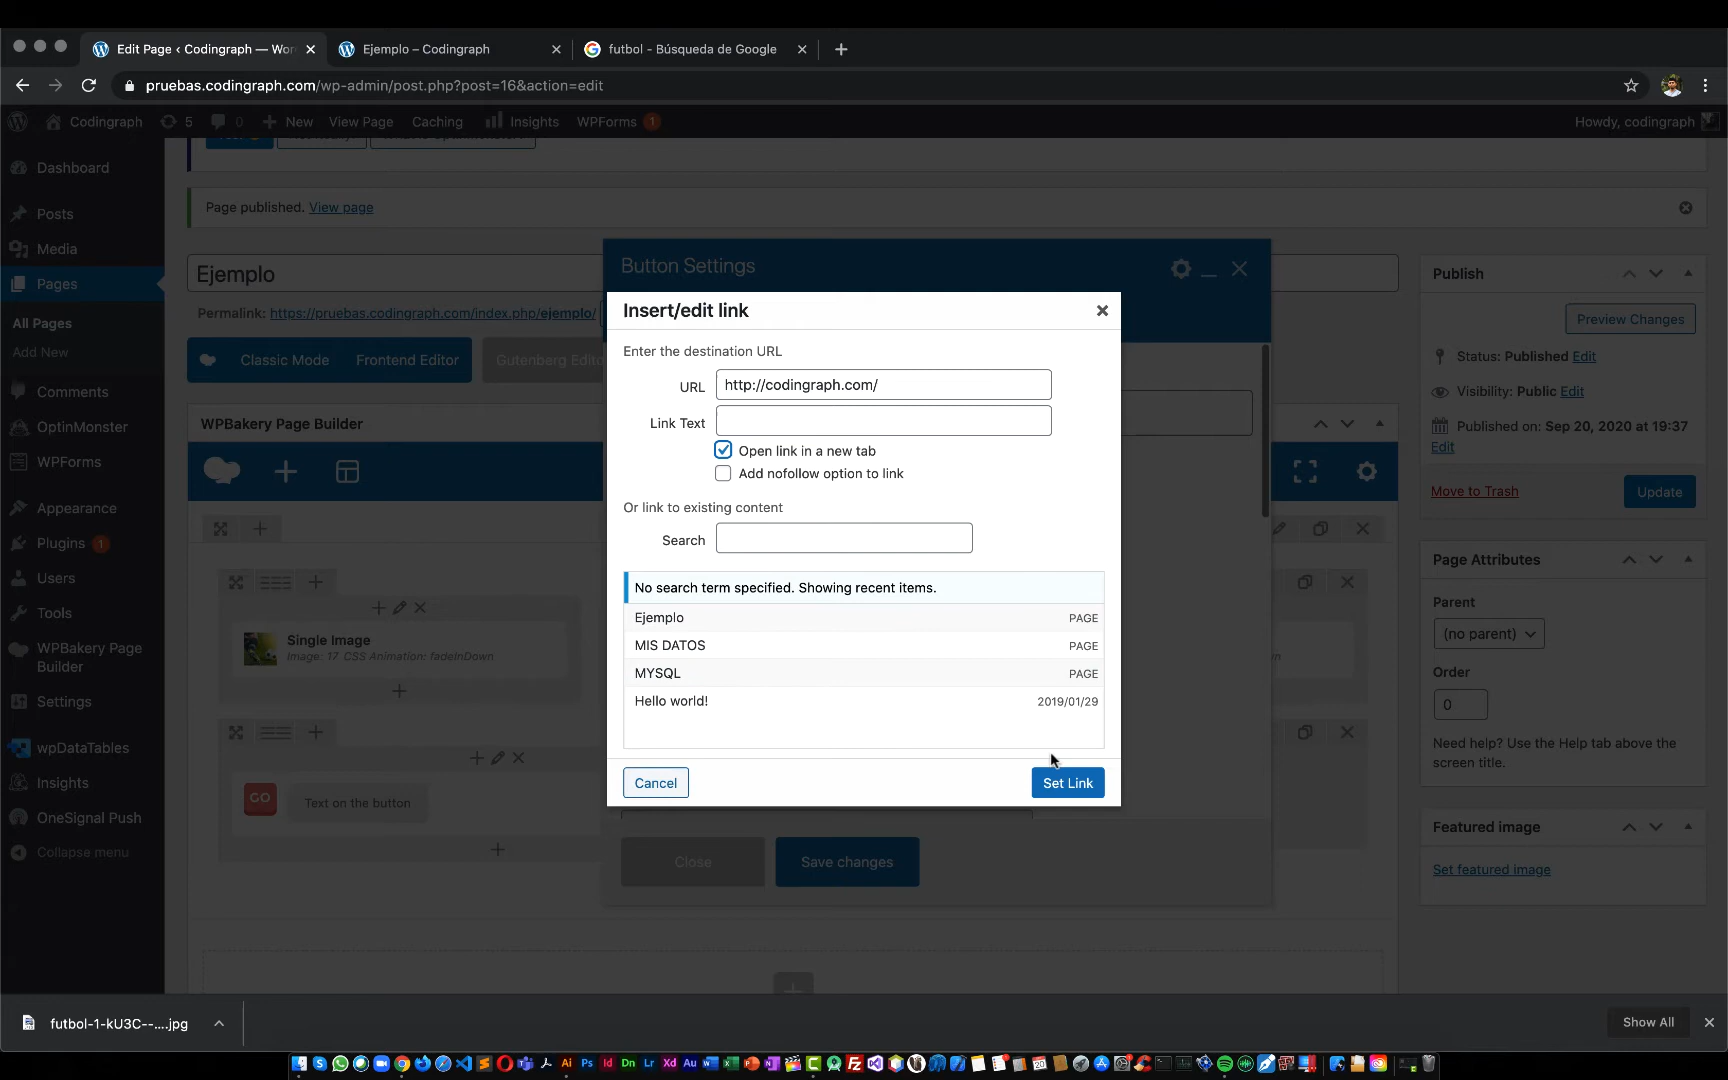 Edit Page ‹ Codingraph — Wor
Ejemplo – Codingraph
futbol - Búsqueda de Google
pruebas.codingraph.com/wp-admin/post.php?post=16&action=edit
Codingraph
5
0
New
View Page
Caching
Insights
WPForms
1
Howdy, codingraph
Dashboard
Posts
Media
Pages
All Pages
Add New
Comments
OptinMonster
WPForms
Appearance
Plugins 1
Users
Tools
WPBakery Page
Builder
Settings
wpDataTables
Insights
OneSignal Push
Collapse menu
Page published. View page
Ejemplo
Permalink: https://pruebas.codingraph.com/index.php/ejemplo/
Classic Mode
Frontend Editor
Gutenberg Edito
WPBakery Page Builder
Single Image
Image: 17 CSS Animation: fadeInDown
GO
Text on the button
Button Settings
Insert/edit link
Enter the destination URL
URL
http://codingraph.com/
Link Text
Open link in a new tab
Add nofollow option to link
Or link to existing content
Search
No search term specified. Showing recent items.
Ejemplo
PAGE
MIS DATOS
PAGE
MYSQL
PAGE
Hello world!
2019/01/29
Cancel
Set Link
Close
Save changes
Publish
Preview Changes
Status: Published Edit
Visibility: Public Edit
Published on: Sep 20, 2020 at 19:37
Edit
Move to Trash
Update
Page Attributes
Parent
(no parent)
Order
0
Need help? Use the Help tab above the
screen title.
Featured image
Set featured image
futbol-1-kU3C--....jpg
Show All
Ai
Ps
Id
Dn
Lr
Xd
Au